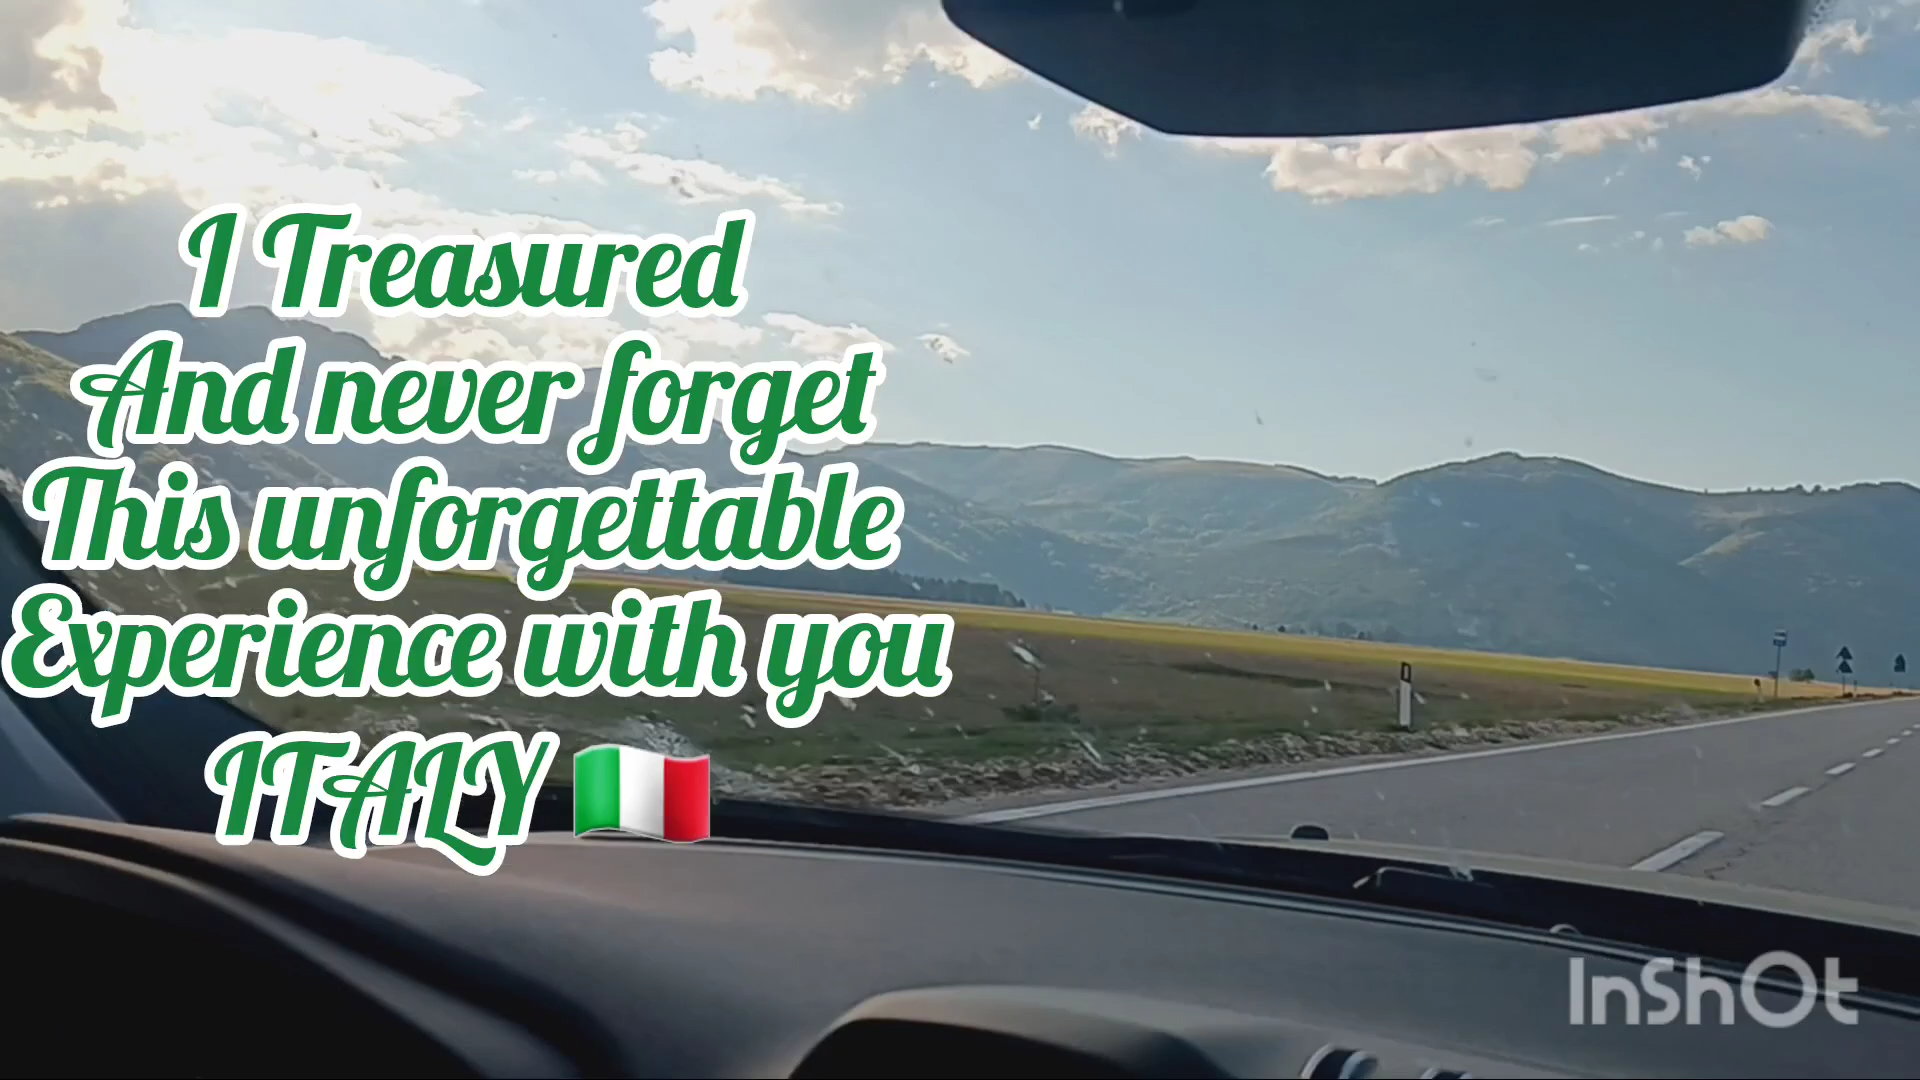 I Treasured
And never forget
This unforgettable
Experience with you
ITALY 🇮🇹
InShOt